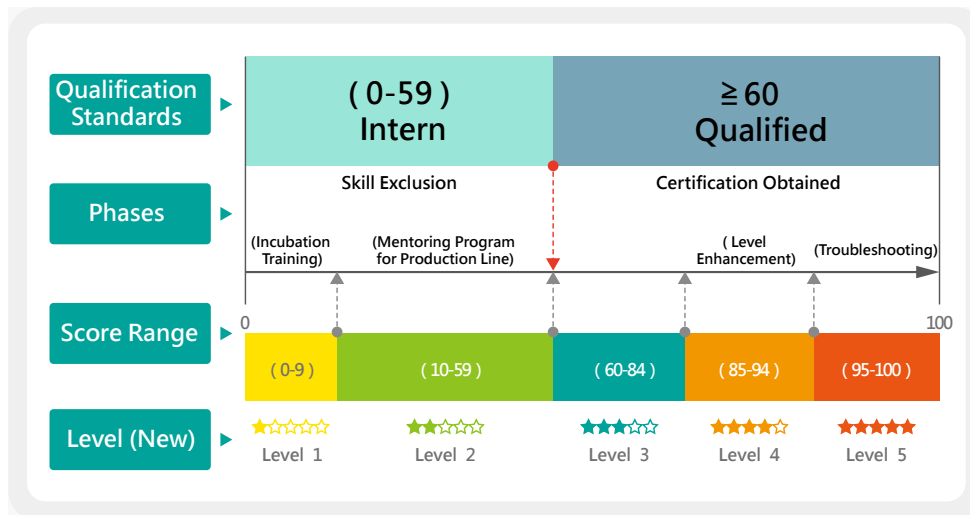 Qualification
Standards
( 0-59 )
Intern
≧ 60
Qualified
Phases
Skill Exclusion
Certification Obtained
(Incubation
Training)
(Mentoring Program
for Production Line)
( Level
Enhancement)
(Troubleshooting)
Score Range
0
100
( 0-9 )
( 10-59 )
( 60-84 )
( 85-94 )
( 95-100 )
Level (New)
Level 1
Level 2
Level 3
Level 4
Level 5